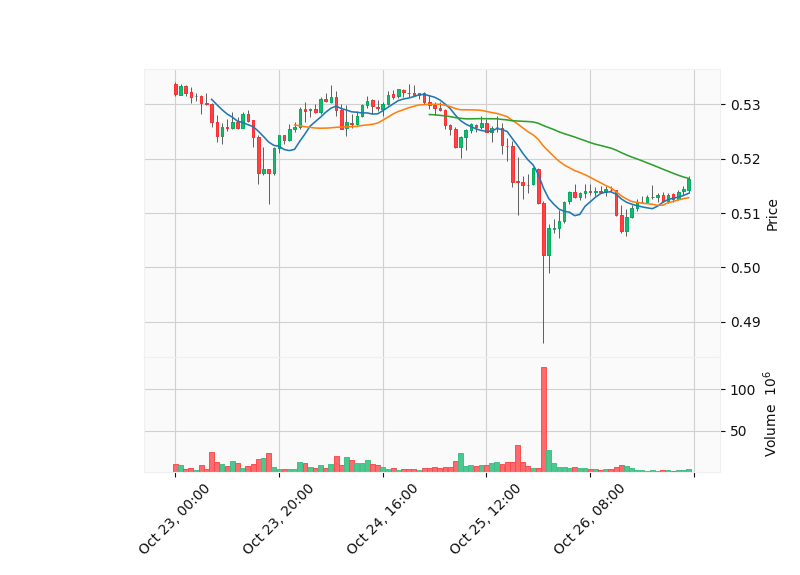 0.53
0.52
0.51
0.50
0.49
Price
100
50
Volume 10^6
Oct 23, 00:00
Oct 23, 20:00
Oct 24, 16:00
Oct 25, 12:00
Oct 26, 08:00